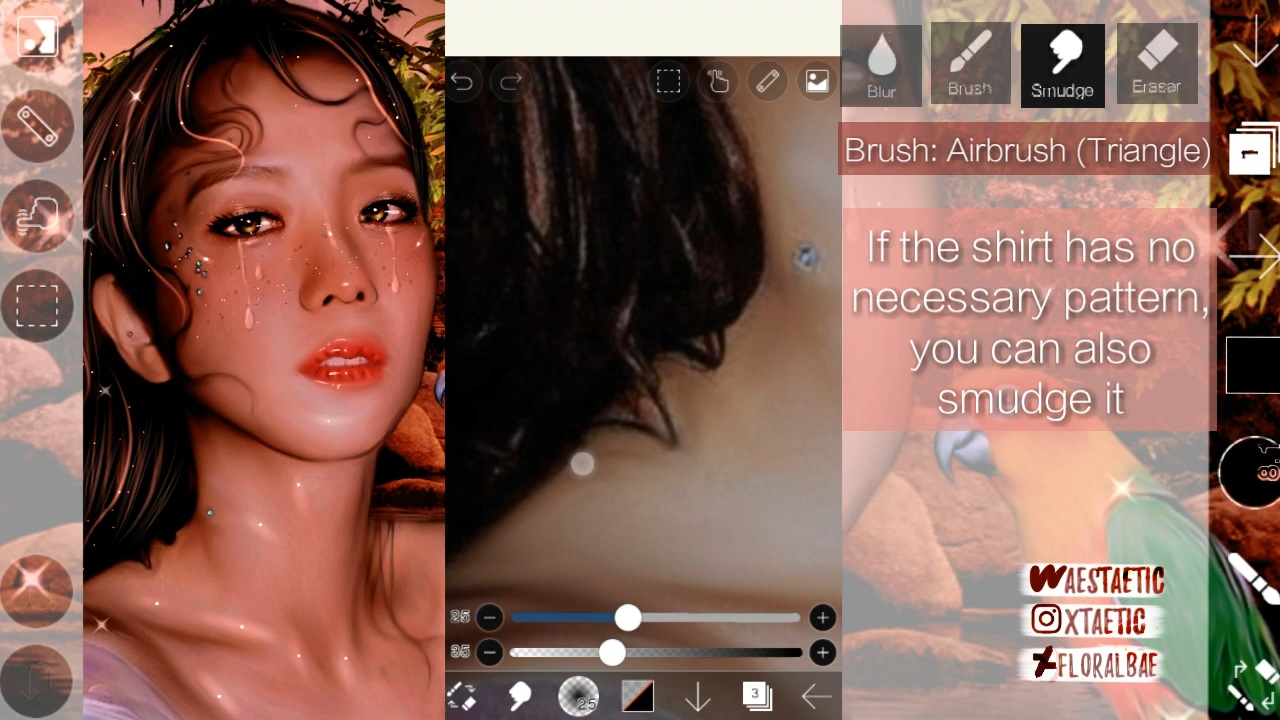 Blur
Brush
Smudge
Eraser
Brush: Airbrush (Triangle)
If the shirt has no
necessary pattern,
you can also
smudge it
25
35
25
3
WAESTAETIC
XTAETIC
FLORALBAE